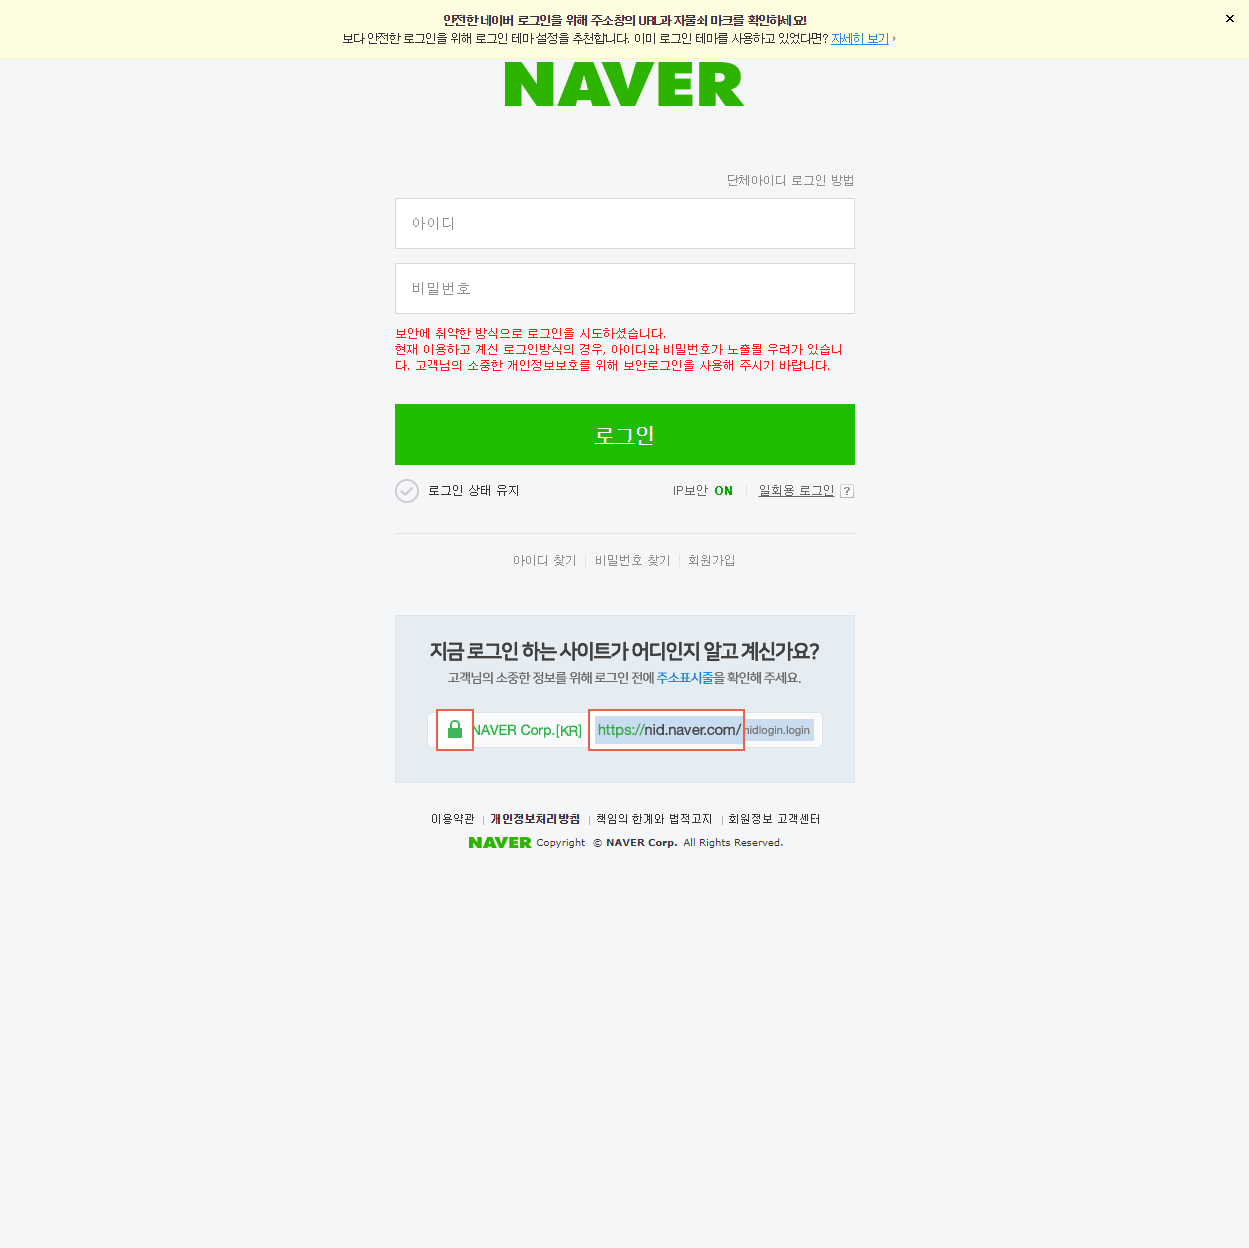 안전한 네이버 로그인을 위해 주소창의 URL과 자물쇠 마크를 확인하세요!
보다 안전한 로그인을 위해 로그인 테마 설정을 추천합니다. 이미 로그인 테마를 사용하고 있었다면? 자세히 보기
NAVER
단체아이디 로그인 방법
아이디
비밀번호
보안에 취약한 방식으로 로그인을 시도하셨습니다.
현재 이용하고 계신 로그인방식의 경우, 아이디와 비밀번호가 노출될 우려가 있습니
다. 고객님의 소중한 개인정보보호를 위해 보안로그인을 사용해 주시기 바랍니다.
로그인
로그인 상태 유지 IP보안 ON 일회용 로그인 ?
아이디 찾기 비밀번호 찾기 회원가입
지금 로그인 하는 사이트가 어디인지 알고 계신가요?
고객님의 소중한 정보를 위해 로그인 전에 주소표시줄을 확인해 주세요.
NAVER Corp.[KR] https://nid.naver.com/nidlogin.login
이용약관 개인정보처리방침 책임의 한계와 법적고지 회원정보 고객센터
NAVER Copyright © NAVER Corp. All Rights Reserved.